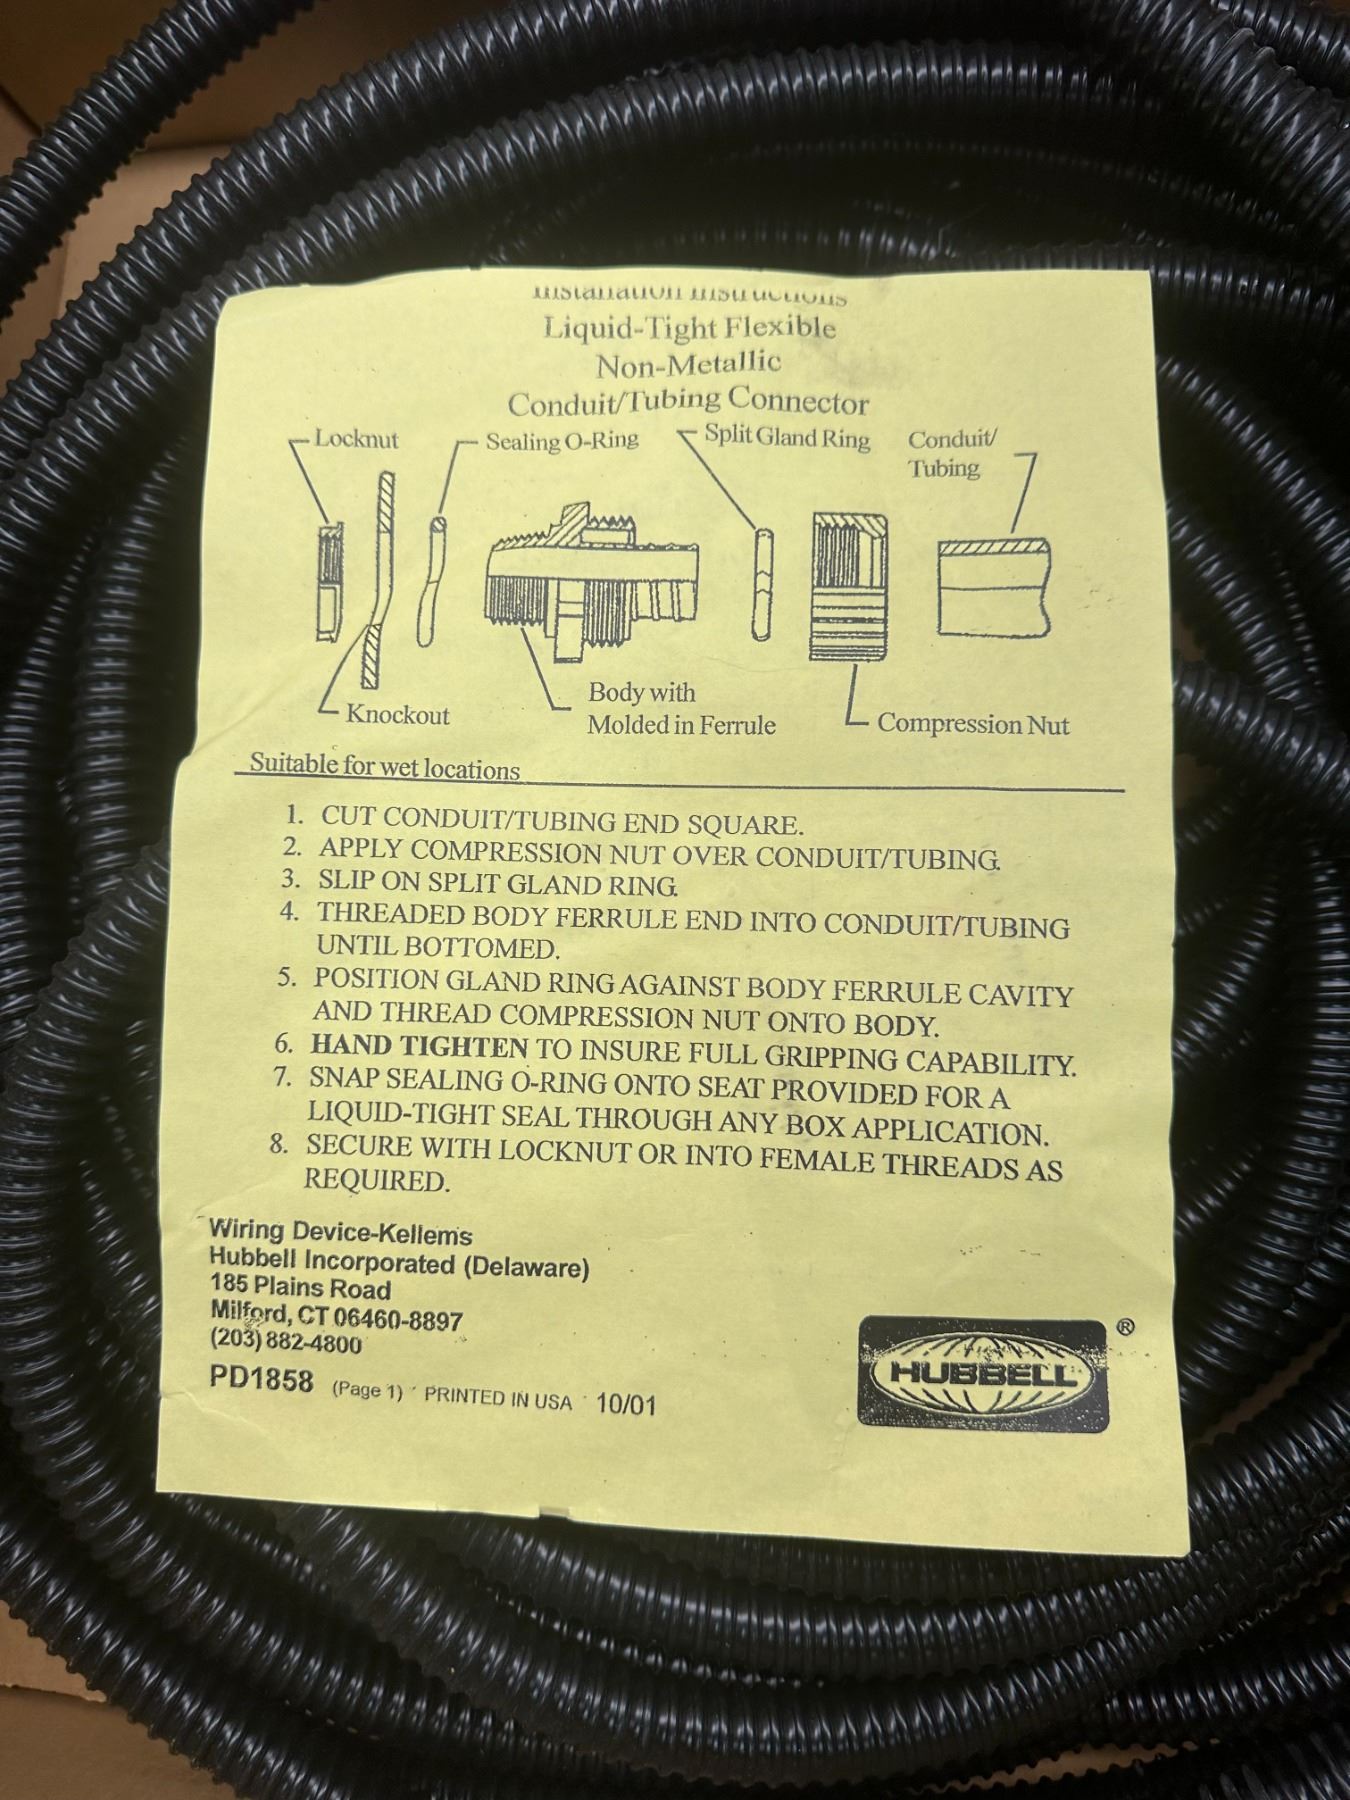 Installation Instructions
Liquid-Tight Flexible
Non-Metallic
Conduit/Tubing Connector
Locknut
Sealing O-Ring
Split Gland Ring
Conduit/
Tubing
Knockout
Body with
Molded in Ferrule
Compression Nut
Suitable for wet locations
1. CUT CONDUIT/TUBING END SQUARE.
2. APPLY COMPRESSION NUT OVER CONDUIT/TUBING.
3. SLIP ON SPLIT GLAND RING.
4. THREADED BODY FERRULE END INTO CONDUIT/TUBING
UNTIL BOTTOMED.
5. POSITION GLAND RING AGAINST BODY FERRULE CAVITY
AND THREAD COMPRESSION NUT ONTO BODY.
6. HAND TIGHTEN TO INSURE FULL GRIPPING CAPABILITY.
7. SNAP SEALING O-RING ONTO SEAT PROVIDED FOR A
LIQUID-TIGHT SEAL THROUGH ANY BOX APPLICATION.
8. SECURE WITH LOCKNUT OR INTO FEMALE THREADS AS
REQUIRED.
Wiring Device-Kellems
Hubbell Incorporated (Delaware)
185 Plains Road
Milford, CT 06460-8897
(203) 882-4800
PD1858 (Page 1) PRINTED IN USA 10/01
HUBBELL ®